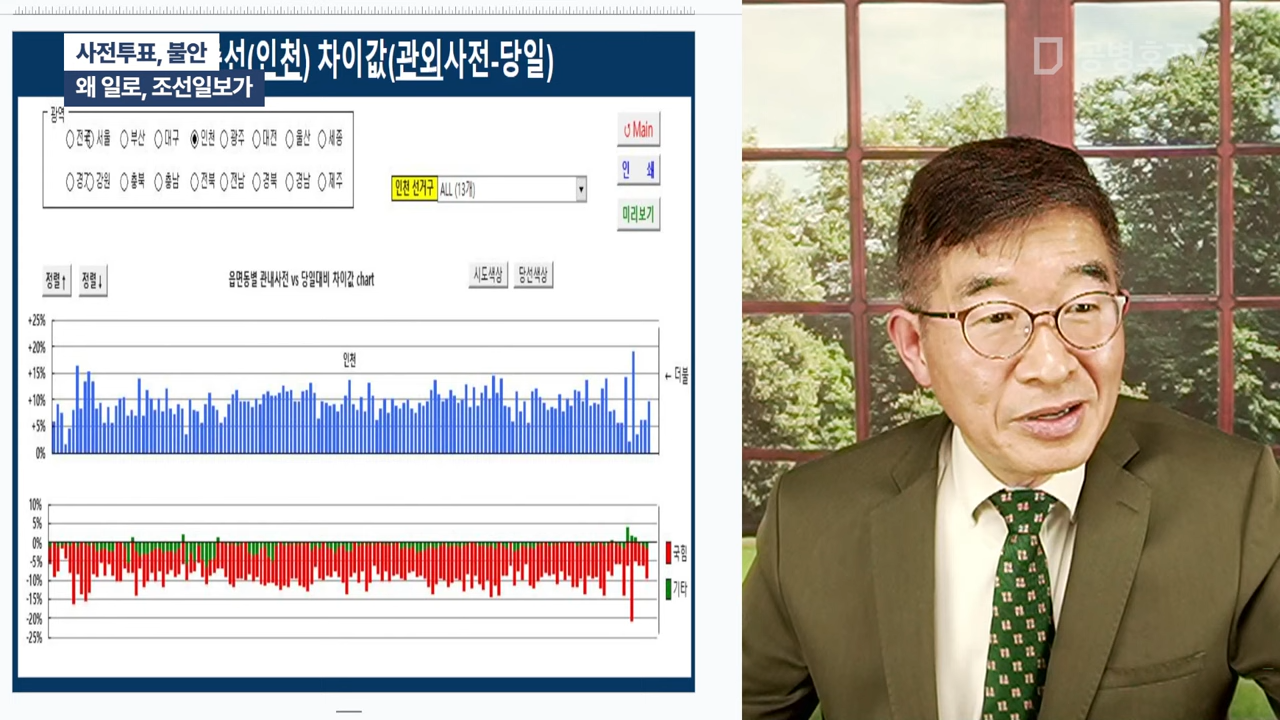 사전투표, 불안
왜 일로, 조선일보가
선(인천) 차이값(관외사전-당일)
공병호TV
광역
전국 서울 부산 대구 인천 광주 대전 울산 세종
경기 강원 충북 충남 전북 전남 경북 경남 제주
인천 선거구 ALL (13개)
Main
인 쇄
미리보기
정렬↑ 정렬↓
읍면동별 관내사전 vs 당일대비 차이값 chart
시도색상 당선색상
+25%
+20%
+15%
+10%
+5%
0%
인천
← 더불
10%
5%
0%
-5%
-10%
-15%
-20%
-25%
국힘
기타